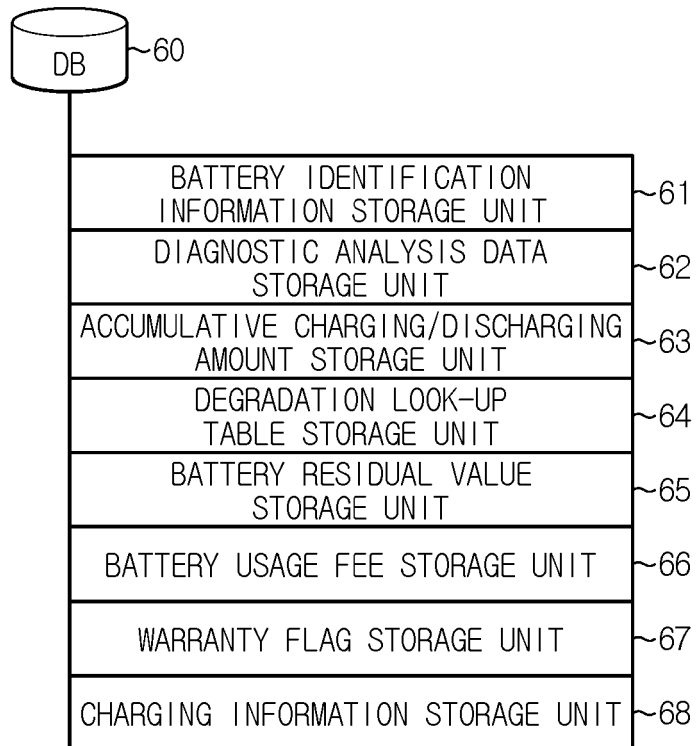 DB ~60
BATTERY IDENTIFICATION
INFORMATION STORAGE UNIT ~61
DIAGNOSTIC ANALYSIS DATA
STORAGE UNIT ~62
ACCUMULATIVE CHARGING/DISCHARGING
AMOUNT STORAGE UNIT ~63
DEGRADATION LOOK-UP
TABLE STORAGE UNIT ~64
BATTERY RESIDUAL VALUE
STORAGE UNIT ~65
BATTERY USAGE FEE STORAGE UNIT ~66
WARRANTY FLAG STORAGE UNIT ~67
CHARGING INFORMATION STORAGE UNIT ~68